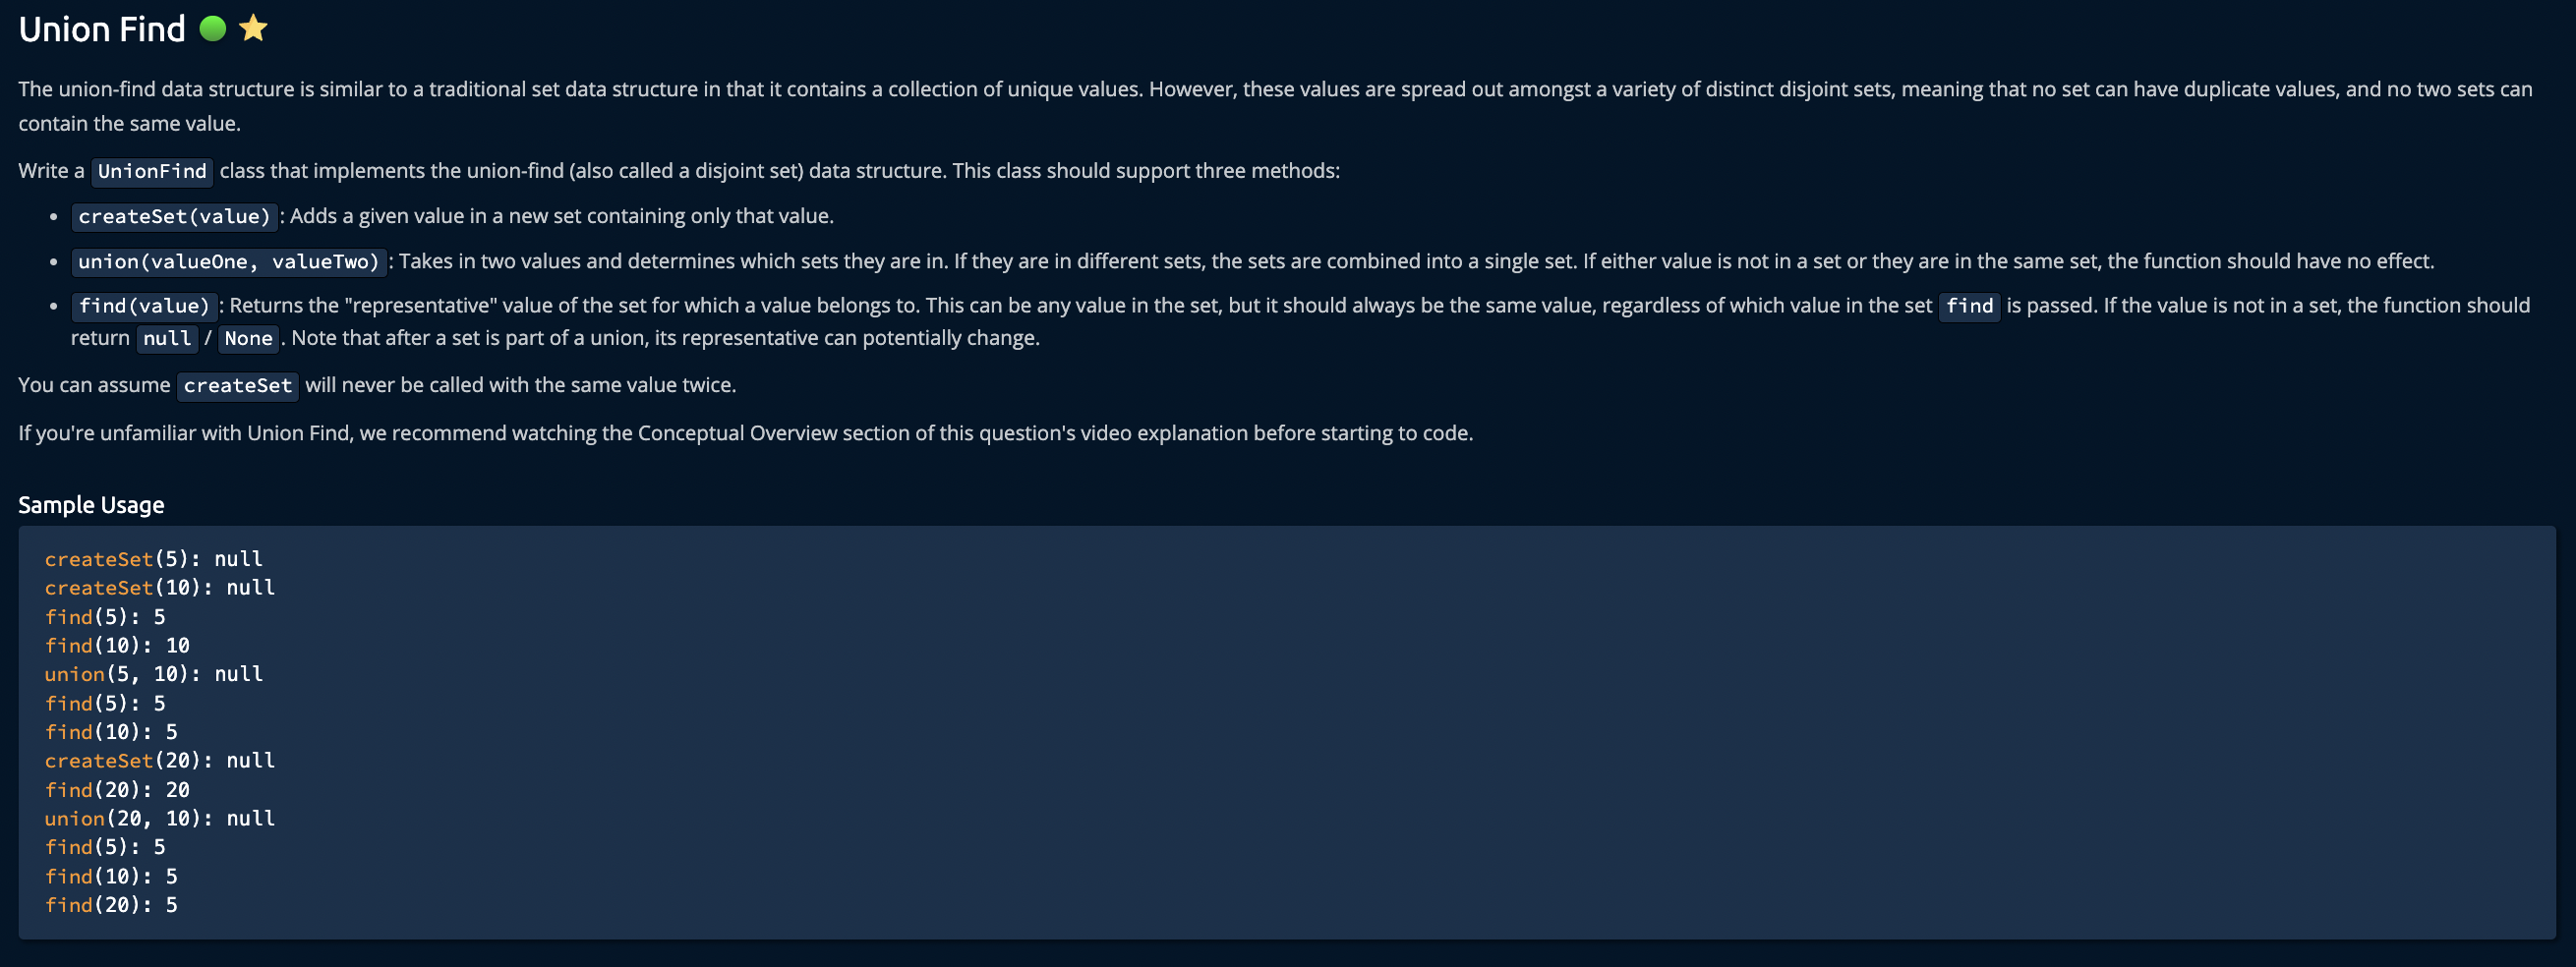 Union Find
The union-find data structure is similar to a traditional set data structure in that it contains a collection of unique values. However, these values are spread out amongst a variety of distinct disjoint sets, meaning that no set can have duplicate values, and no two sets can
contain the same value.
Write a UnionFind class that implements the union-find (also called a disjoint set) data structure. This class should support three methods:
• createSet(value): Adds a given value in a new set containing only that value.
• union(valueOne, valueTwo): Takes in two values and determines which sets they are in. If they are in different sets, the sets are combined into a single set. If either value is not in a set or they are in the same set, the function should have no effect.
• find(value): Returns the "representative" value of the set for which a value belongs to. This can be any value in the set, but it should always be the same value, regardless of which value in the set find is passed. If the value is not in a set, the function should
return null / None. Note that after a set is part of a union, its representative can potentially change.
You can assume createSet will never be called with the same value twice.
If you're unfamiliar with Union Find, we recommend watching the Conceptual Overview section of this question's video explanation before starting to code.
Sample Usage
createSet(5): null
createSet(10): null
find(5): 5
find(10): 10
union(5, 10): null
find(5): 5
find(10): 5
createSet(20): null
find(20): 20
union(20, 10): null
find(5): 5
find(10): 5
find(20): 5